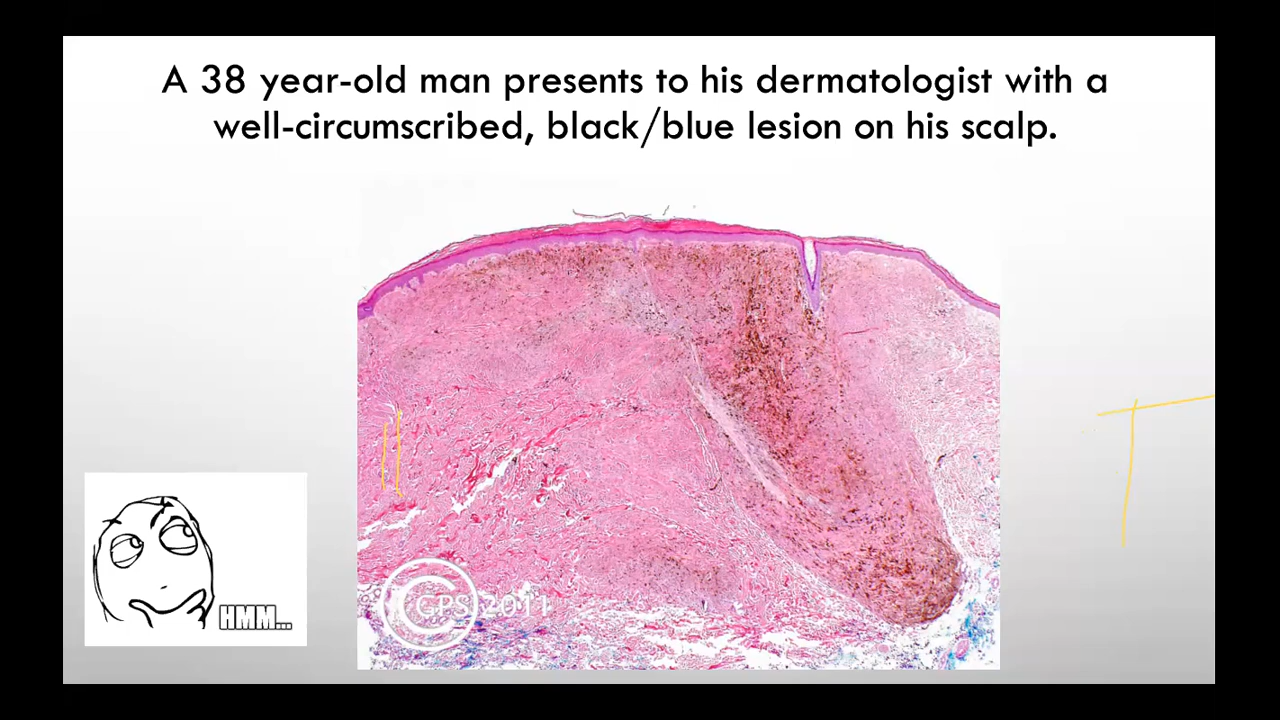 A 38 year-old man presents to his dermatologist with a
well-circumscribed, black/blue lesion on his scalp.
HMM...
CGPS 2011